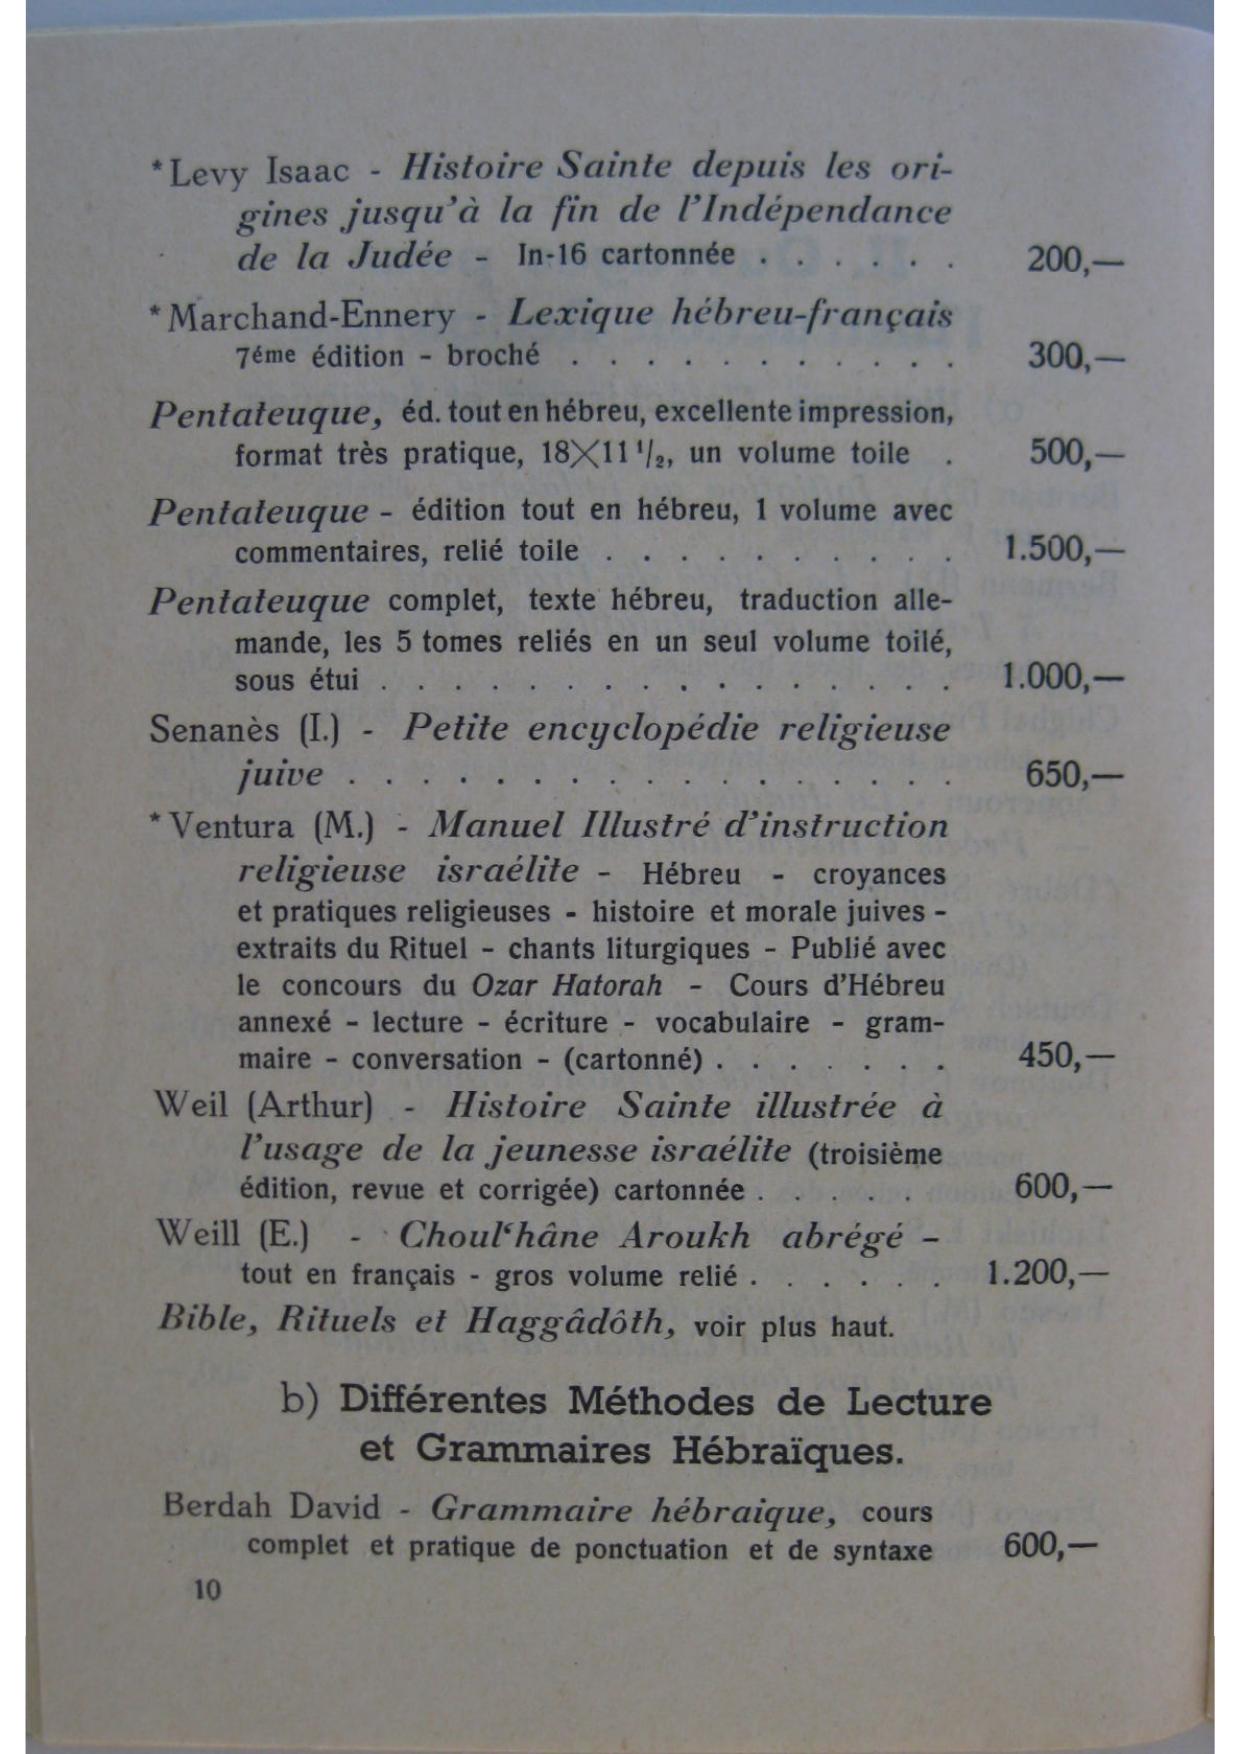 *Levy Isaac - Histoire Sainte depuis les ori-
gines jusqu'à la fin de l'Indépendance
de la Judée - In-16 cartonnée . . . . . . 200,—
*Marchand-Ennery - Lexique hébreu-français
7éme édition - broché . . . . . . . . . . . 300,—
Pentateuque, éd. tout en hébreu, excellente impression,
format très pratique, 18×11 1/2, un volume toile . 500,—
Pentateuque - édition tout en hébreu, 1 volume avec
commentaires, relié toile . . . . . . . . . . 1.500,—
Pentateuque complet, texte hébreu, traduction alle-
mande, les 5 tomes reliés en un seul volume toilé,
sous étui . . . . . . . . . . . . . . . . 1.000,—
Senanès (I.) - Petite encyclopédie religieuse
juive . . . . . . . . . . . . . . . . . 650,—
*Ventura (M.) - Manuel Illustré d'instruction
religieuse israélite - Hébreu - croyances
et pratiques religieuses - histoire et morale juives -
extraits du Rituel - chants liturgiques - Publié avec
le concours du Ozar Hatorah - Cours d'Hébreu
annexé - lecture - écriture - vocabulaire - gram-
maire - conversation - (cartonné) . . . . . . . 450,—
Weil (Arthur) - Histoire Sainte illustrée à
l'usage de la jeunesse israélite (troisième
édition, revue et corrigée) cartonnée . . . . . 600,—
Weill (E.) - Choul‘hâne Aroukh abrégé -
tout en français - gros volume relié . . . . . . 1.200,—
Bible, Rituels et Haggâdôth, voir plus haut.
b) Différentes Méthodes de Lecture
et Grammaires Hébraïques.
Berdah David - Grammaire hébraique, cours
complet et pratique de ponctuation et de syntaxe 600,—
10